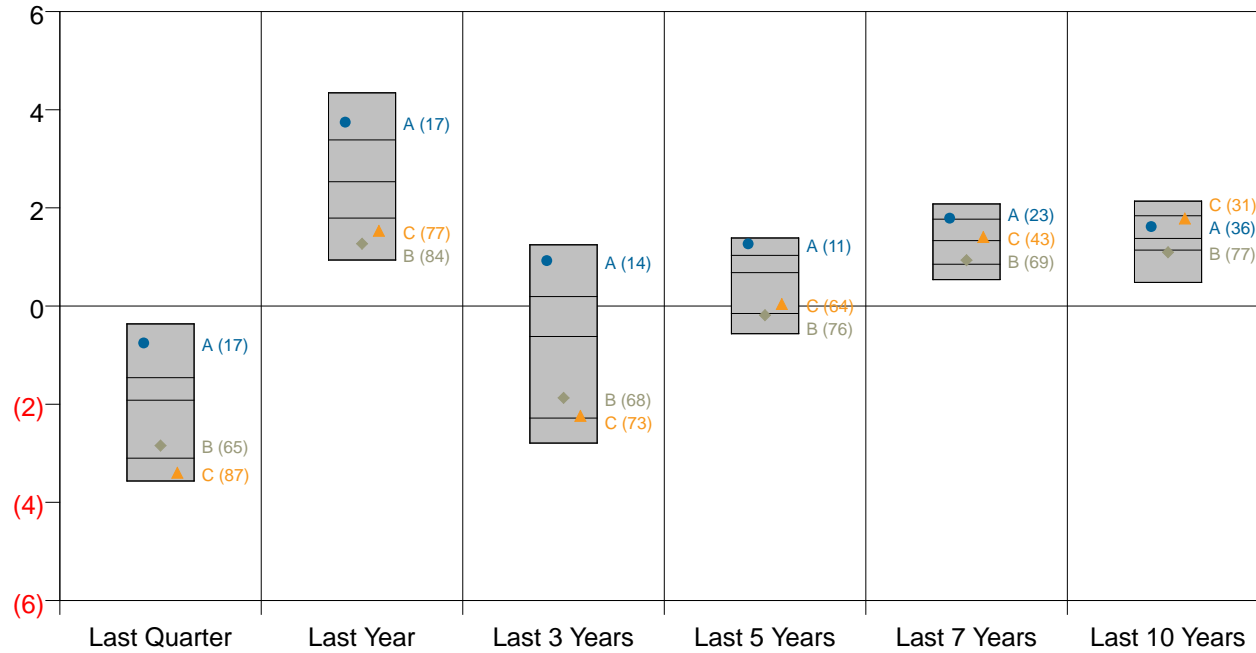 6
4
2
0
(2)
(4)
(6)
A (17)
B (65)
C (87)
A (17)
C (77)
B (84)
A (14)
B (68)
C (73)
A (11)
C (64)
B (76)
A (23)
C (43)
B (69)
C (31)
A (36)
B (77)
Last Quarter
Last Year
Last 3 Years
Last 5 Years
Last 7 Years
Last 10 Years